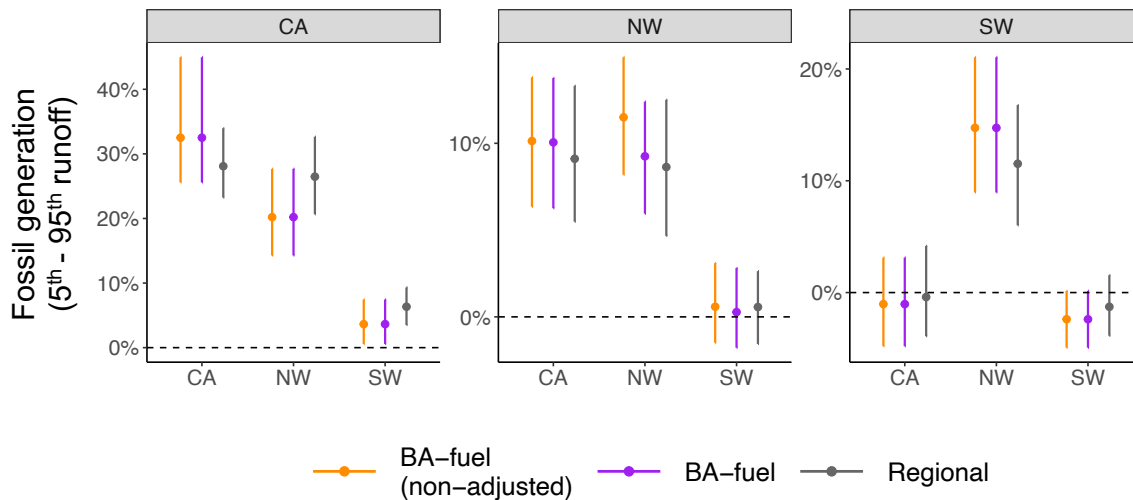 CA
NW
SW
Fossil generation
(5th - 95th runoff)
40%
30%
20%
10%
0%
10%
0%
20%
10%
0%
CA NW SW
CA NW SW
CA NW SW
BA−fuel
(non−adjusted)
BA−fuel
Regional